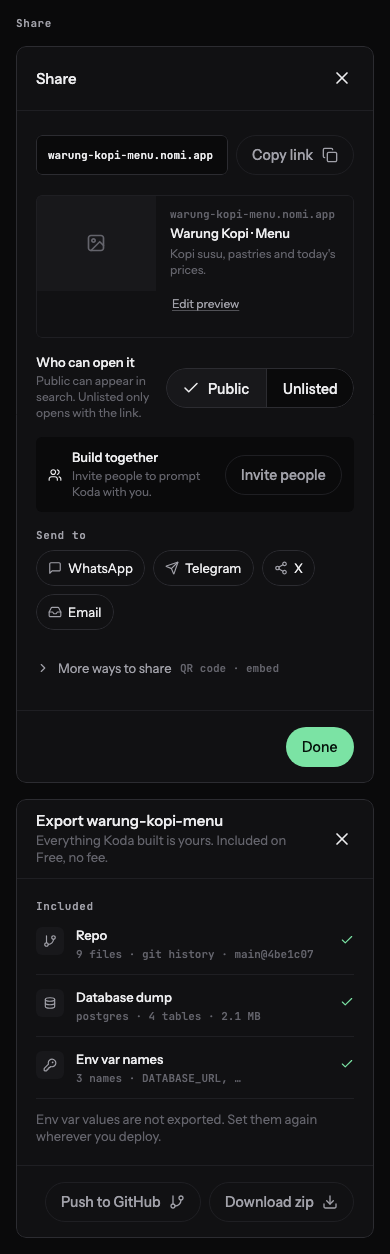 Share
Share
warung-kopi-menu.nomi.app
Copy link
warung-kopi-menu.nomi.app
Warung Kopi · Menu
Kopi susu, pastries and today's
prices.
Edit preview
Who can open it
Public can appear in
search. Unlisted only
opens with the link.
Public
Unlisted
Build together
Invite people to prompt
Koda with you.
Invite people
Send to
WhatsApp
Telegram
X
Email
More ways to share QR code · embed
Done
Export warung-kopi-menu
Everything Koda built is yours. Included on
Free, no fee.
Included
Repo
9 files · git history · main@4be1c07
Database dump
postgres · 4 tables · 2.1 MB
Env var names
3 names · DATABASE_URL, …
Env var values are not exported. Set them again
wherever you deploy.
Push to GitHub
Download zip